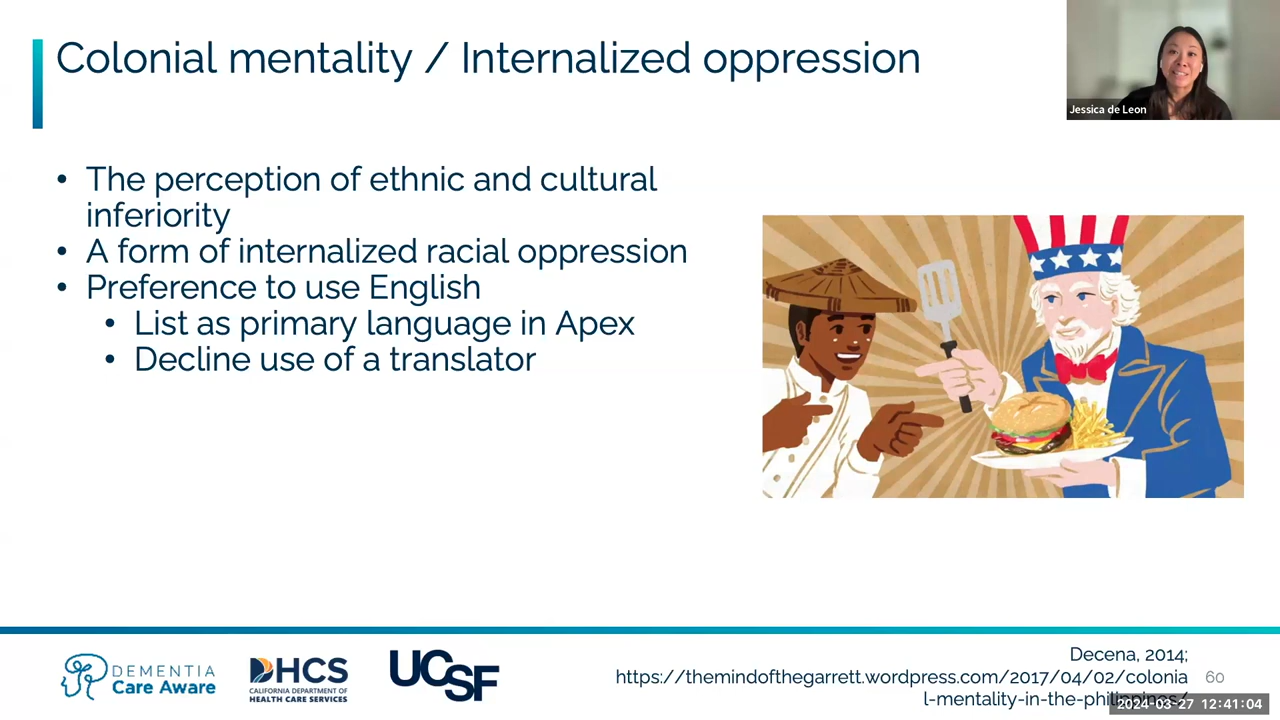 Colonial mentality / Internalized oppression
Jessica de Leon
• The perception of ethnic and cultural
inferiority
• A form of internalized racial oppression
• Preference to use English
• List as primary language in Apex
• Decline use of a translator
DEMENTIA
Care Aware
DHCS
CALIFORNIA DEPARTMENT OF
HEALTH CARE SERVICES
UCSF
Decena, 2014;
https://themindofthegarrett.wordpress.com/2017/04/02/colonia
l-mentality-in-the-philippines/
60
2024-03-27 12:41:04